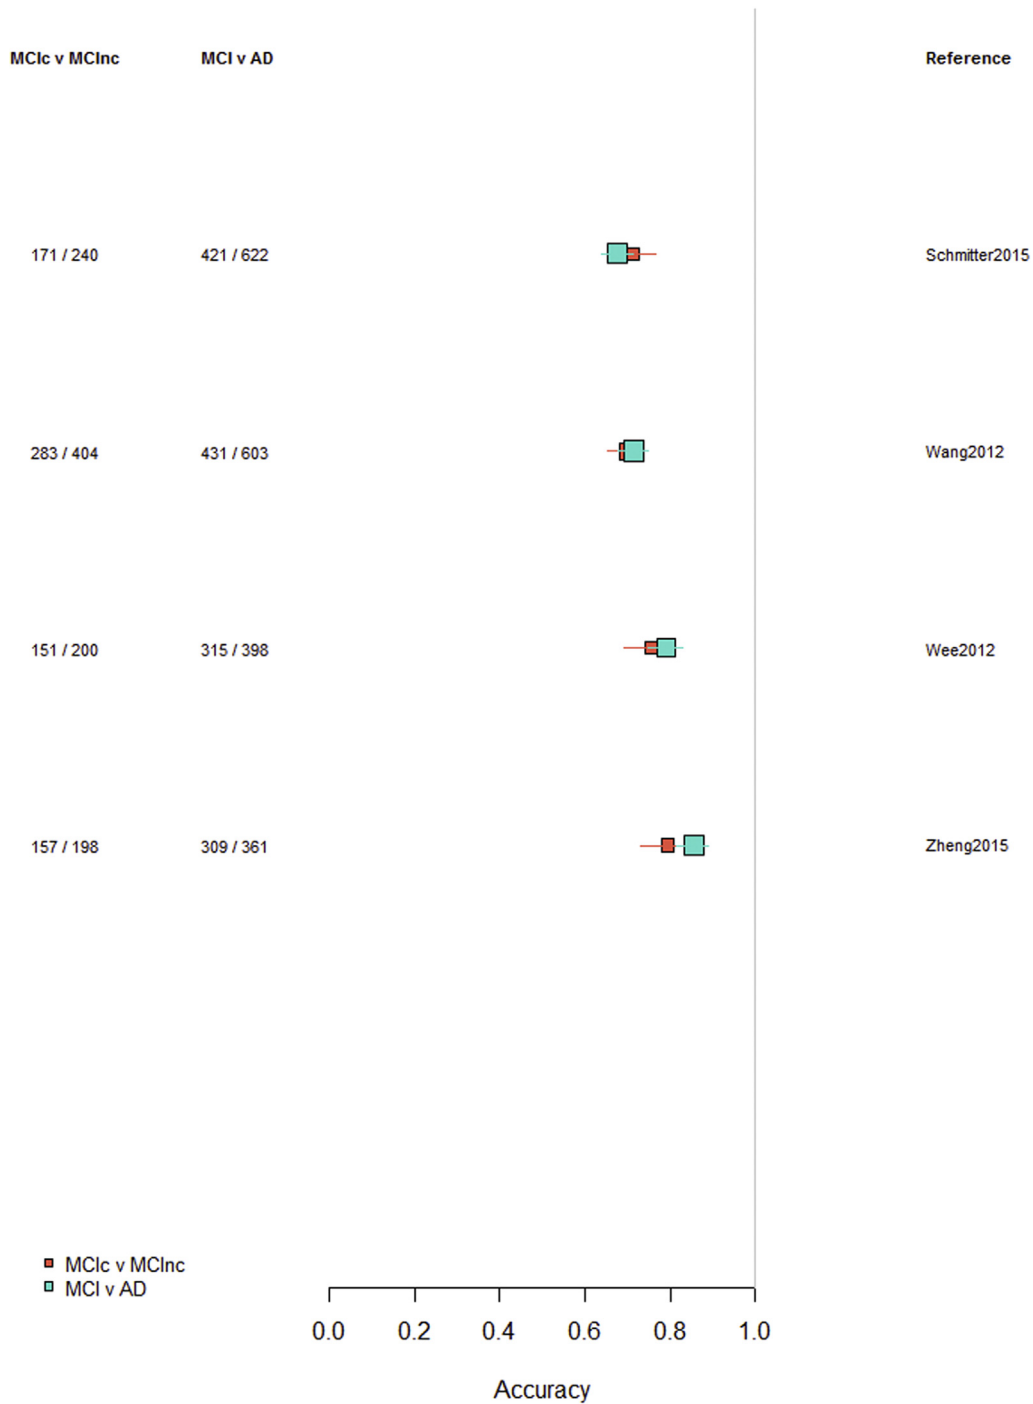 MCIc v MCInc MCI v AD Reference
171 / 240 421 / 622 Schmitter2015
283 / 404 431 / 603 Wang2012
151 / 200 315 / 398 Wee2012
157 / 198 309 / 361 Zheng2015
MCIc v MCInc
MCI v AD
0.0 0.2 0.4 0.6 0.8 1.0
Accuracy